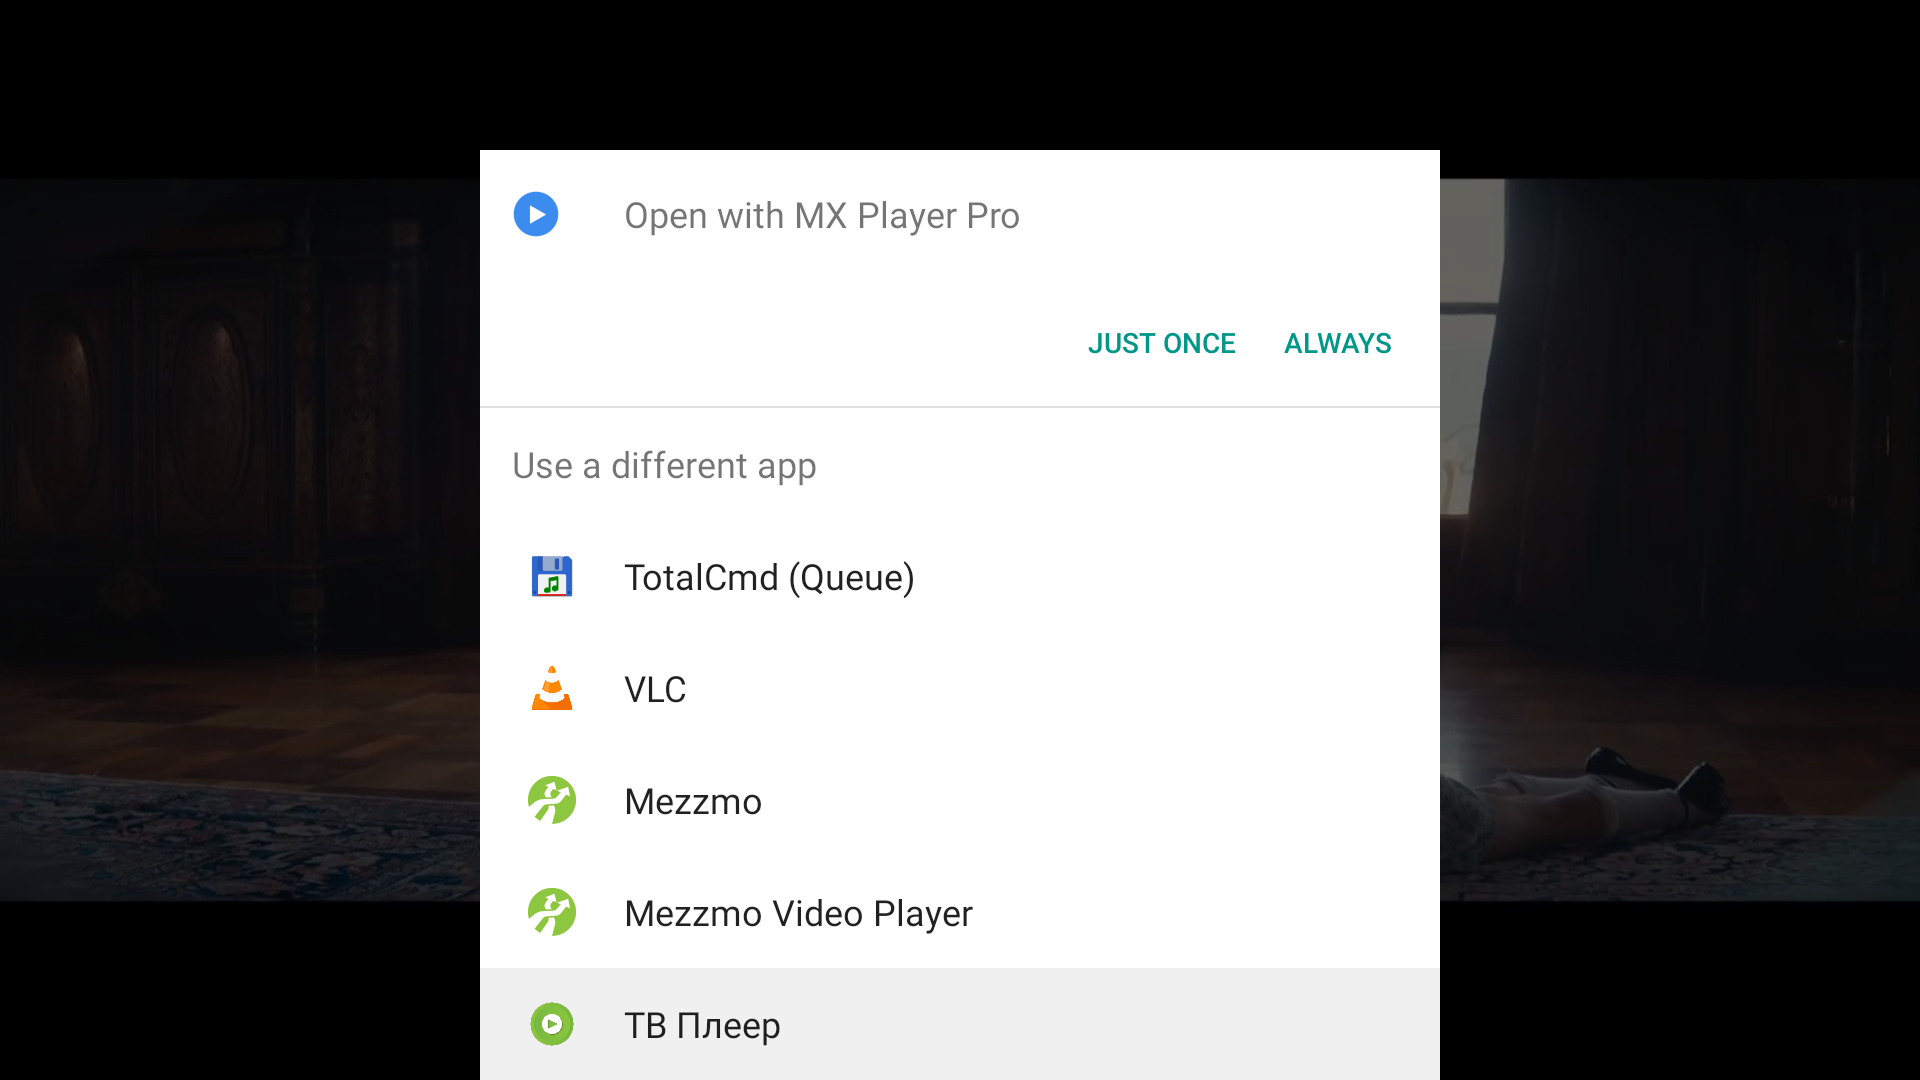 Open with MX Player Pro
JUST ONCE ALWAYS
Use a different app
TotalCmd (Queue)
VLC
Mezzmo
Mezzmo Video Player
ТВ Плеер